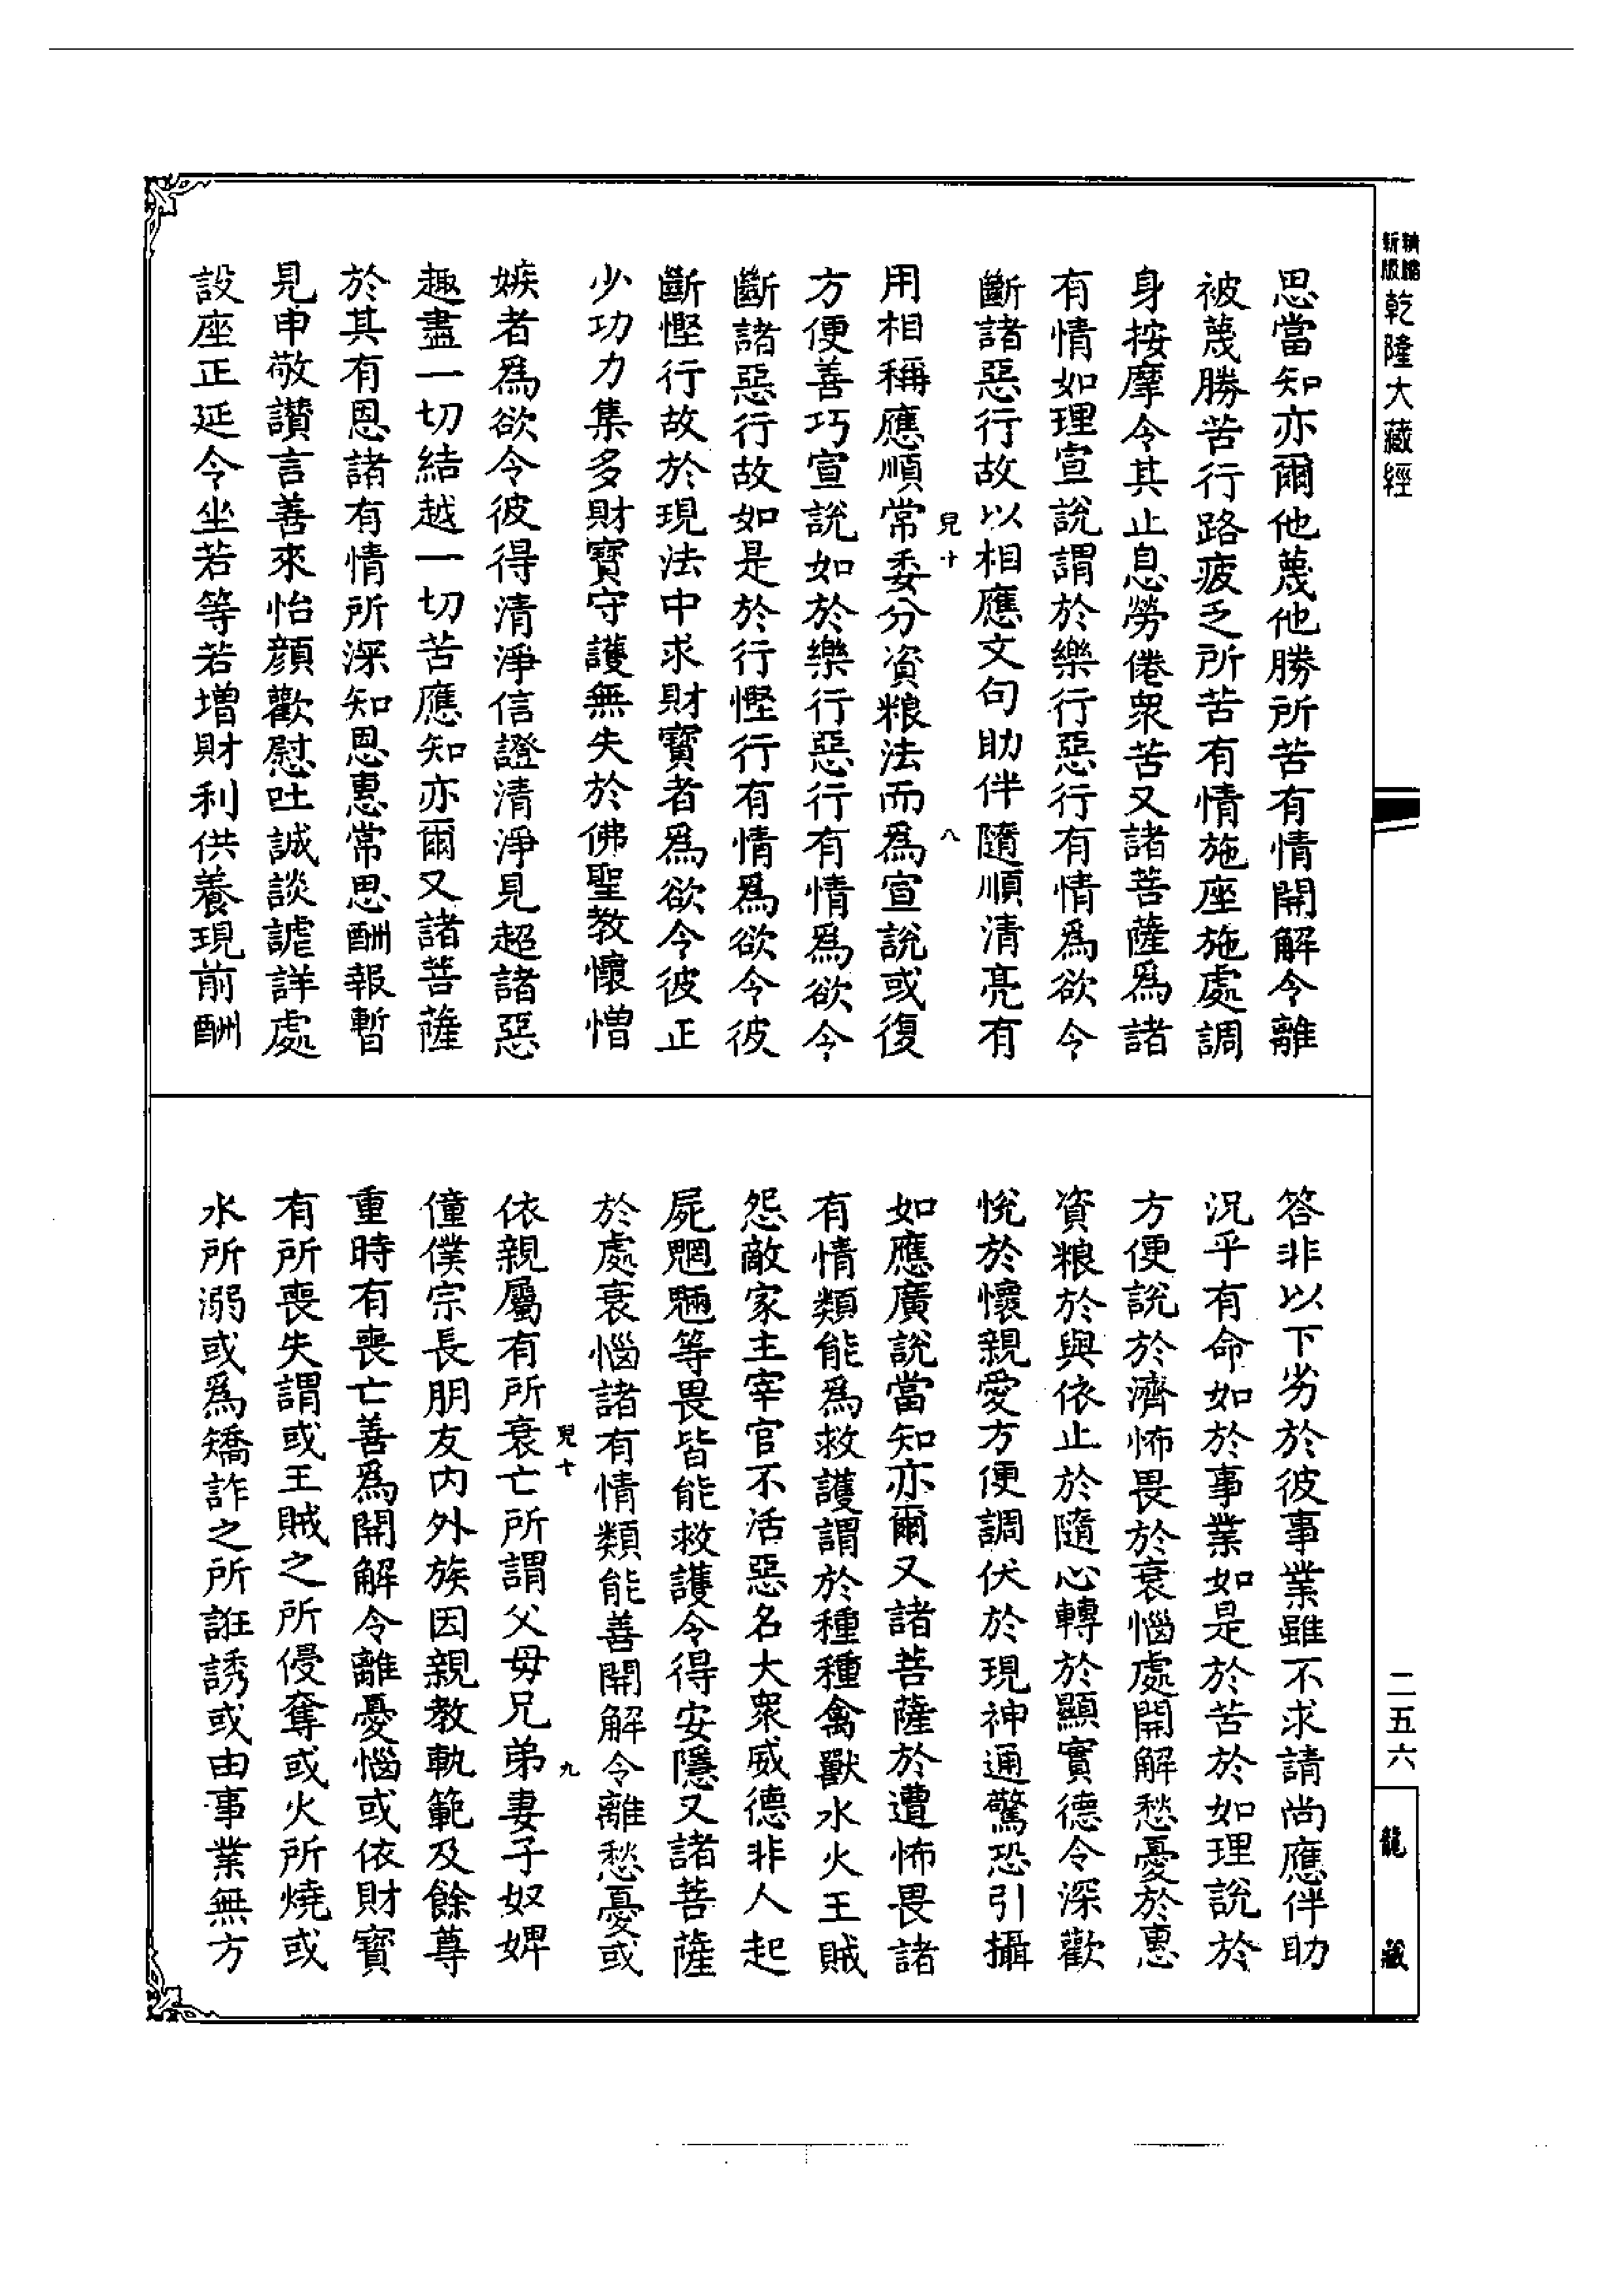 新版 精縮 乾隆大藏經
思當知亦爾他蔑他勝所苦有情開解令離
被蔑勝苦行路疲乏所苦有情施座施處調
身按摩令其止息勞倦衆苦又諸菩薩爲諸
有情如理宣說謂於樂行惡行有情爲欲令
斷諸惡行故以相應文句助伴隨順清亮有
皃十 八
用相稱應順常委分資粮法而爲宣說或復
方便善巧宣說如於樂行惡行有情爲欲令
斷諸惡行故如是於行慳行有情爲欲令彼
斷慳行故於現法中求財寶者爲欲令彼正
少功力集多財寶守護無失於佛聖教懷憎
嫉者爲欲令彼得清淨信證清淨見超諸惡
趣盡一切結越一切苦應知亦爾又諸菩薩
於其有恩諸有情所深知恩惠常思酬報暫
見申敬讚言善來怡顔歡慰吐誠談謔詳處
設座正延令坐若等若增財利供養現前酬
答非以下劣於彼事業雖不求請尚應伴助
況乎有命如於事業如是於苦於如理說於
方便說於濟怖畏於衰惱處開解愁憂於惠
資粮於與依止於隨心轉於顯實德令深歡
悅於懷親愛方便調伏於現神通驚恐引攝
如應廣說當知亦爾又諸菩薩於遭怖畏諸
有情類能爲救護謂於種種禽獸水火王賊
怨敵家主宰官不活惡名大衆威德非人起
屍魍魎等畏皆能救護令得安隱又諸菩薩
於處衰惱諸有情類能善開解令離愁憂或
皃十 九
依親屬有所衰亡所謂父母兄弟妻子奴婢
僮僕宗長朋友内外族因親教軌範及餘尊
重時有喪亡善爲開解令離憂惱或依財寶
有所喪失謂或王賊之所侵奪或火所燒或
水所溺或爲矯詐之所誑誘或由事業無方
二五六
龍藏